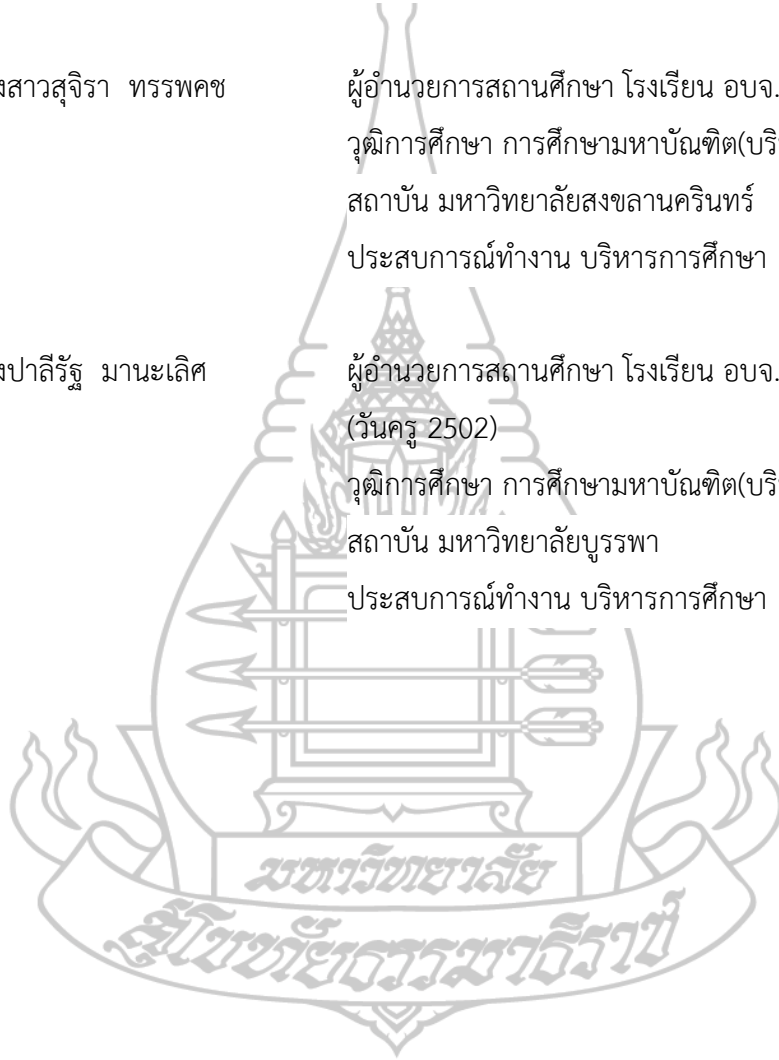 งสาวสุจิรา ทรรพคช ผู้อำนวยการสถานศึกษา โรงเรียน อบจ.
วุฒิการศึกษา การศึกษามหาบัณฑิต(บริ
สถาบัน มหาวิทยาลัยสงขลานครินทร์
ประสบการณ์ทำงาน บริหารการศึกษา
งปาลีรัฐ มานะเลิศ ผู้อำนวยการสถานศึกษา โรงเรียน อบจ.
(วันครู 2502)
วุฒิการศึกษา การศึกษามหาบัณฑิต(บริ
สถาบัน มหาวิทยาลัยบูรรพา
ประสบการณ์ทำงาน บริหารการศึกษา
มหาวิทยาลัย
สุโขทัยธรรมาธิราช